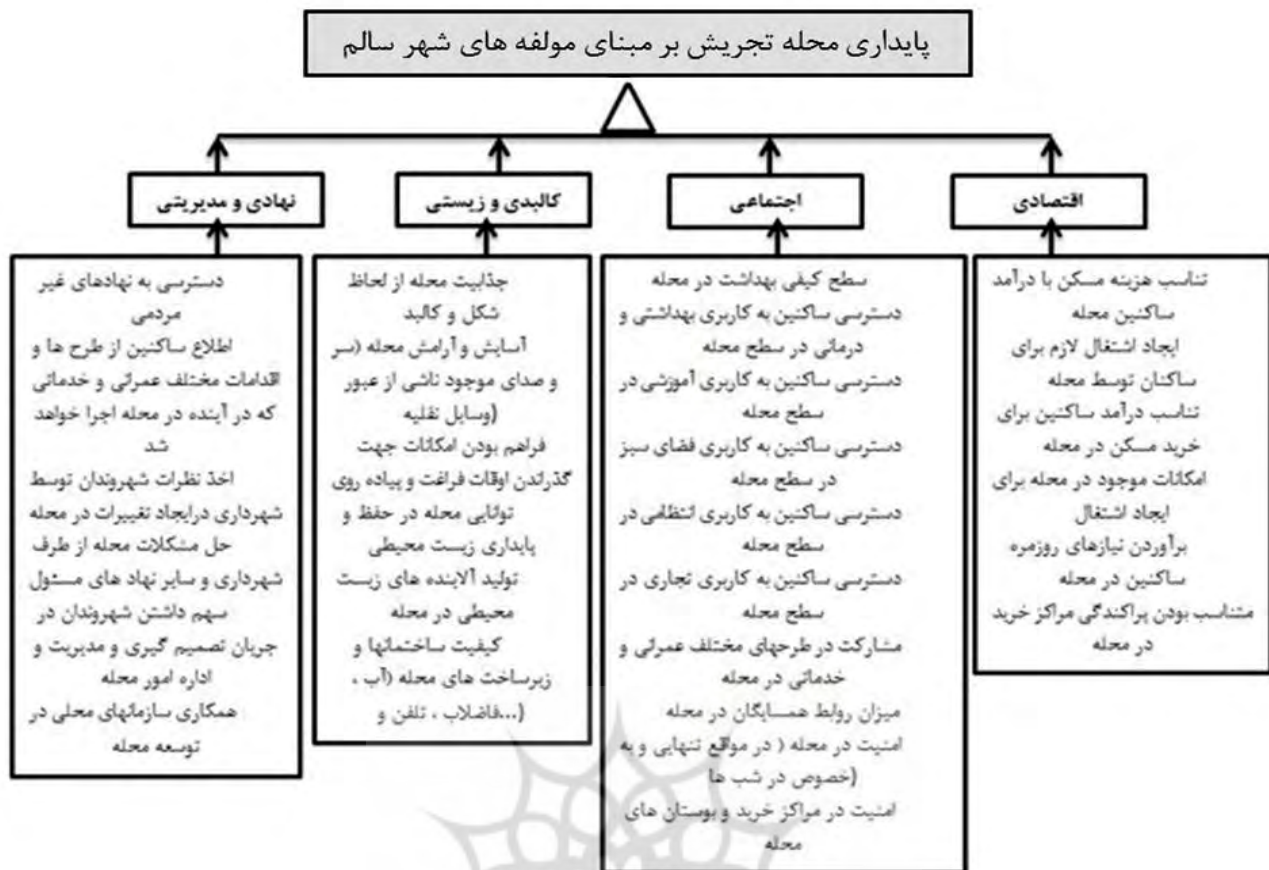 پایداری محله تجریش بر مبنای مولفه های شهر سالم
اقتصادی
اجتماعی
کالبدی و زیستی
نهادی و مدیریتی
تناسب هزینه مسکن با درآمد
ساکنین محله
ایجاد اشتغال لازم برای
ساکنان توسط محله
تناسب درآمد ساکنین برای
خرید مسکن در محله
امکانات موجود در محله برای
ایجاد اشتغال
برآوردن نیازهای روزمره
ساکنین در محله
متناسب بودن پراکندگی مراکز خرید
در محله
سطح کیفی بهداشت در محله
دسترسی ساکنین به کاربری بهداشتی و
درمانی در سطح محله
دسترسی ساکنین به کاربری آموزشی در
سطح محله
دسترسی ساکنین به کاربری فضای سبز
در سطح محله
دسترسی ساکنین به کاربری انتظامی در
سطح محله
دسترسی ساکنین به کاربری تجاری در
سطح محله
مشارکت در طرحهای مختلف عمرانی و
خدماتی در محله
میزان روابط همسایگان در محله
امنیت در محله ( در مواقع تنهایی و به
خصوص در شب ها)
امنیت در مراکز خرید و بوستان های
محله
جذابیت محله از لحاظ
شکل و کالبد
آسایش و آرامش محله (سر
و صدای موجود ناشی از عبور
وسایل نقلیه)
فراهم بودن امکانات جهت
گذراندن اوقات فراغت و پیاده روی
توانایی محله در حفظ و
پایداری زیست محیطی
تولید آلاینده های زیست
محیطی در محله
کیفیت ساختمانها و
زیرساخت های محله (آب ،
فاضلاب ، تلفن و...)
دسترسی به نهادهای غیر
مردمی
اطلاع ساکنین از طرح ها و
اقدامات مختلف عمرانی و خدماتی
که در آینده در محله اجرا خواهد
شد
اخذ نظرات شهروندان توسط
شهرداری درایجاد تغییرات در محله
حل مشکلات محله از طرف
شهرداری و سایر نهاد های مسئول
سهم داشتن شهروندان در
جریان تصمیم گیری و مدیریت و
اداره امور محله
همکاری سازمانهای محلی در
توسعه محله